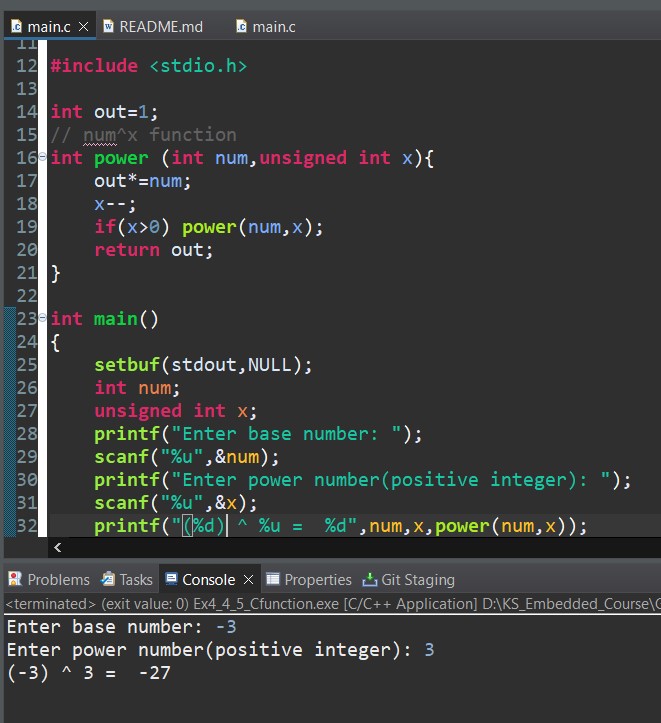 main.c README.md main.c
11
12 #include <stdio.h>
13
14 int out=1;
15 // num^x function
16 int power (int num,unsigned int x){
17 out*=num;
18 x--;
19 if(x>0) power(num,x);
20 return out;
21 }
22
23 int main()
24 {
25 setbuf(stdout,NULL);
26 int num;
27 unsigned int x;
28 printf("Enter base number: ");
29 scanf("%u",&num);
30 printf("Enter power number(positive integer): ");
31 scanf("%u",&x);
32 printf("(%d) ^ %u =  %d",num,x,power(num,x));
Problems Tasks Console Properties Git Staging
<terminated> (exit value: 0) Ex4_4_5_Cfunction.exe [C/C++ Application] D:\KS_Embedded_Course\
Enter base number: -3
Enter power number(positive integer): 3
(-3) ^ 3 =  -27